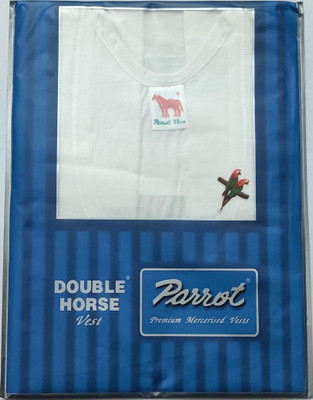 DOUBLE®
HORSE
Vest
Parrot®
Premium Mercerised Vests